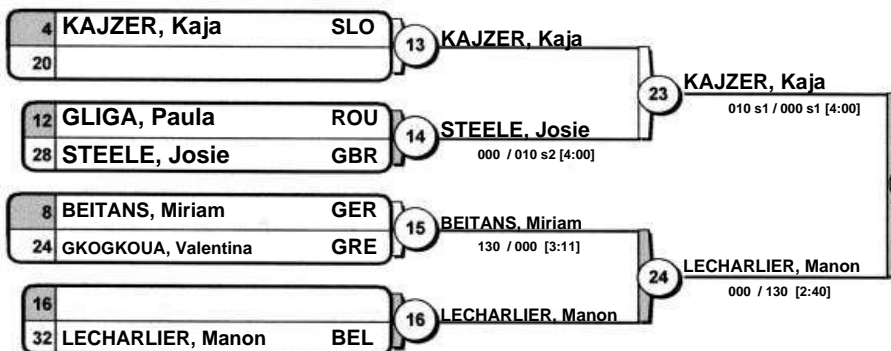 4 KAJZER, Kaja SLO
20
13 KAJZER, Kaja
12 GLIGA, Paula ROU
28 STEELE, Josie GBR
14 STEELE, Josie
000 / 010 s2 [4:00]
23 KAJZER, Kaja
010 s1 / 000 s1 [4:00]
8 BEITANS, Miriam GER
24 GKOGKOUA, Valentina GRE
15 BEITANS, Miriam
130 / 000 [3:11]
16
32 LECHARLIER, Manon BEL
16 LECHARLIER, Manon
24 LECHARLIER, Manon
000 / 130 [2:40]